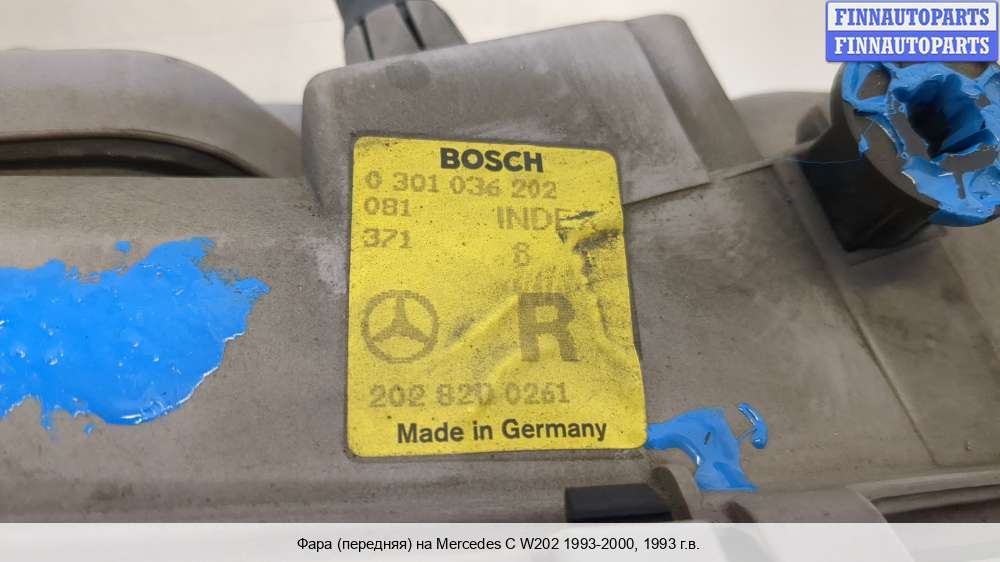 FINNAUTOPARTS
FINNAUTOPARTS
BOSCH
0 301 036 202
081 INDEX
371 8
R
202 820 0261
Made in Germany
Фара (передняя) на Mercedes C W202 1993-2000, 1993 г.в.